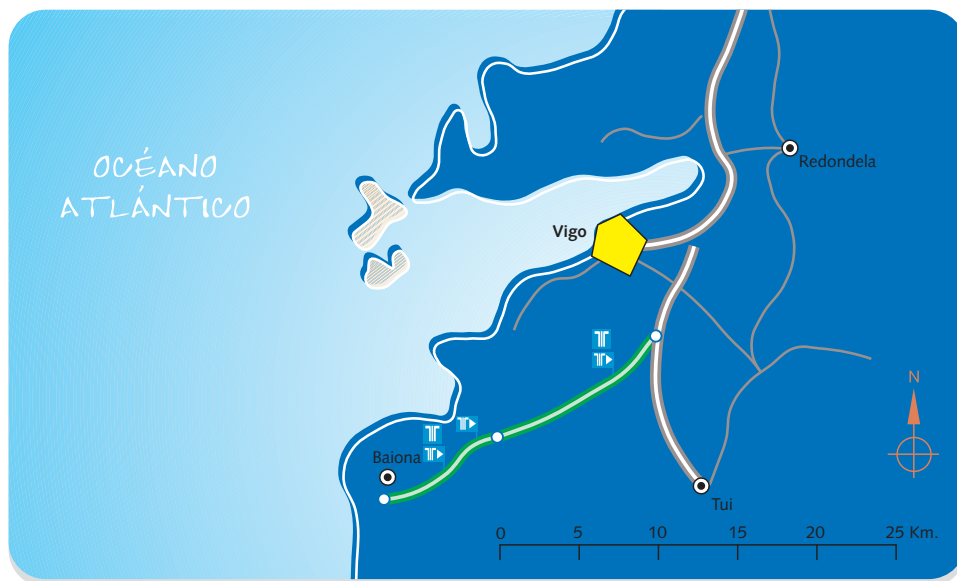 OCÉANO
ATLÁNTICO
Redondela
Vigo
N
Baiona
Tui
0 5 10 15 20 25 Km.